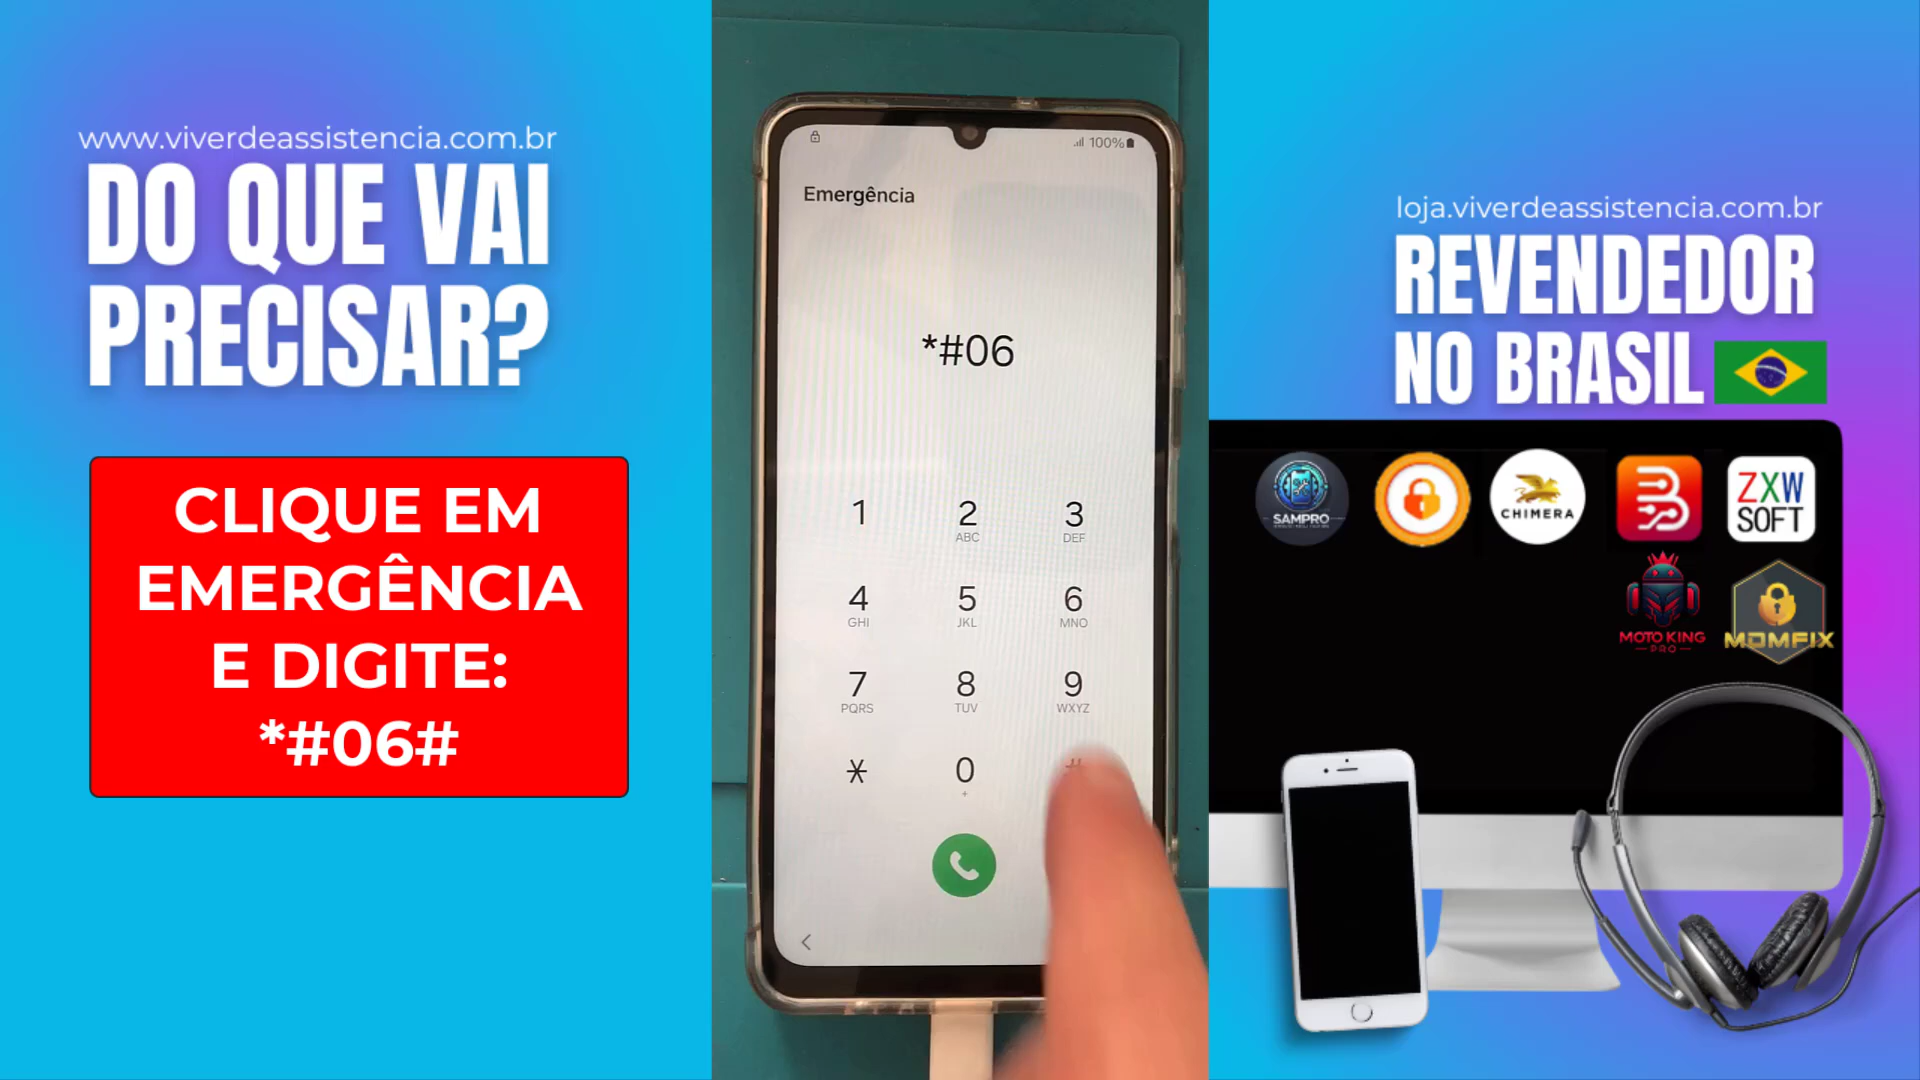 www.viverdeassistencia.com.br
DO QUE VAI
PRECISAR?
CLIQUE EM
EMERGÊNCIA
E DIGITE:
*#06#
100%
Emergência
*#06
1
2
ABC
3
DEF
4
GHI
5
JKL
6
MNO
7
PQRS
8
TUV
9
WXYZ
*
0
+
#
loja.viverdeassistencia.com.br
REVENDEDOR
NO BRASIL
SAMPRO
CHIMERA
ZXW
SOFT
MOTO KING
PRO
MDMFIX